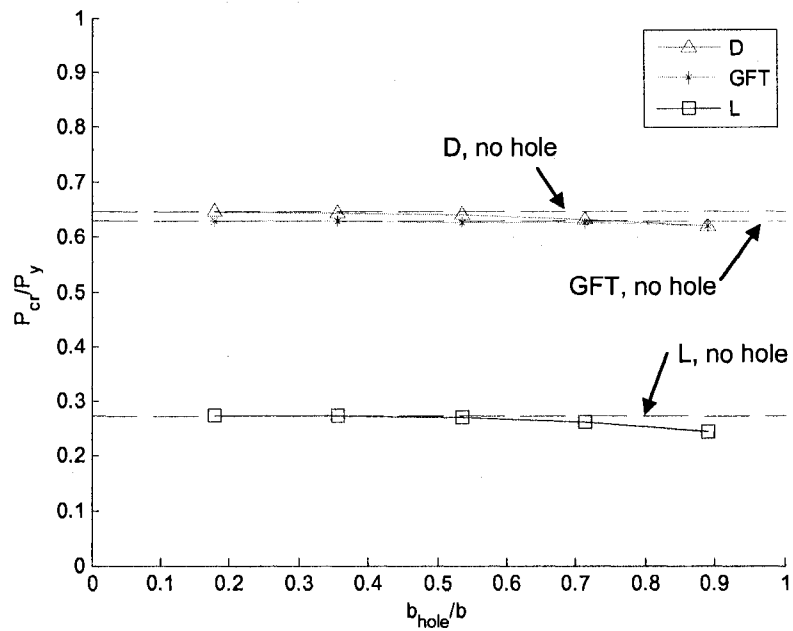 1
0.9
0.8
0.7
0.6
0.5
0.4
0.3
0.2
0.1
0
P_cr/P_y
D
GFT
L
D, no hole
GFT, no hole
L, no hole
0 0.1 0.2 0.3 0.4 0.5 0.6 0.7 0.8 0.9 1
b_hole/b